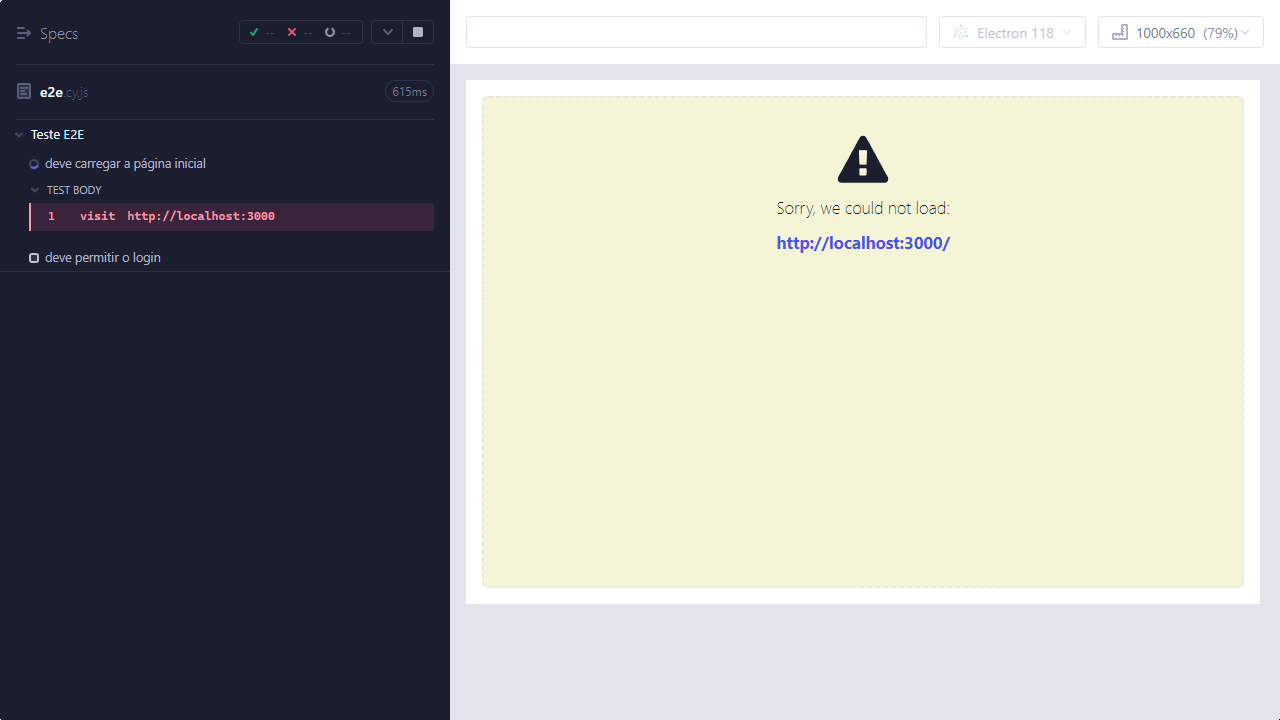 Specs
-- -- --
e2e.cy.js
615ms
Teste E2E
deve carregar a página inicial
TEST BODY
1 visit http://localhost:3000
deve permitir o login
Electron 118
1000x660 (79%)
Sorry, we could not load:
http://localhost:3000/